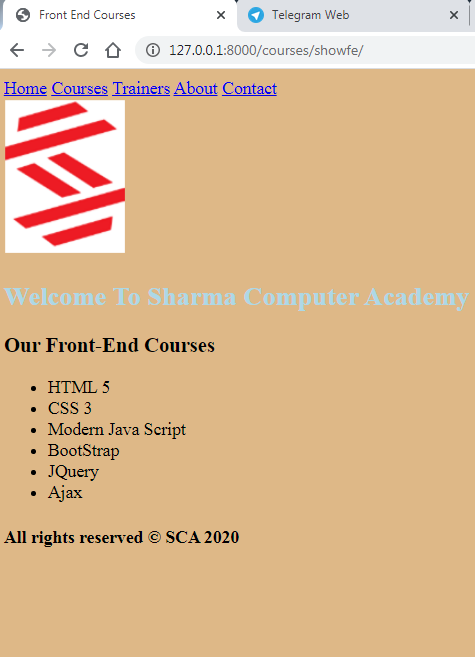 Front End Courses
Telegram Web
127.0.0.1:8000/courses/showfe/
Home Courses Trainers About Contact
Welcome To Sharma Computer Academy
Our Front-End Courses
HTML 5
CSS 3
Modern Java Script
BootStrap
JQuery
Ajax
All rights reserved © SCA 2020